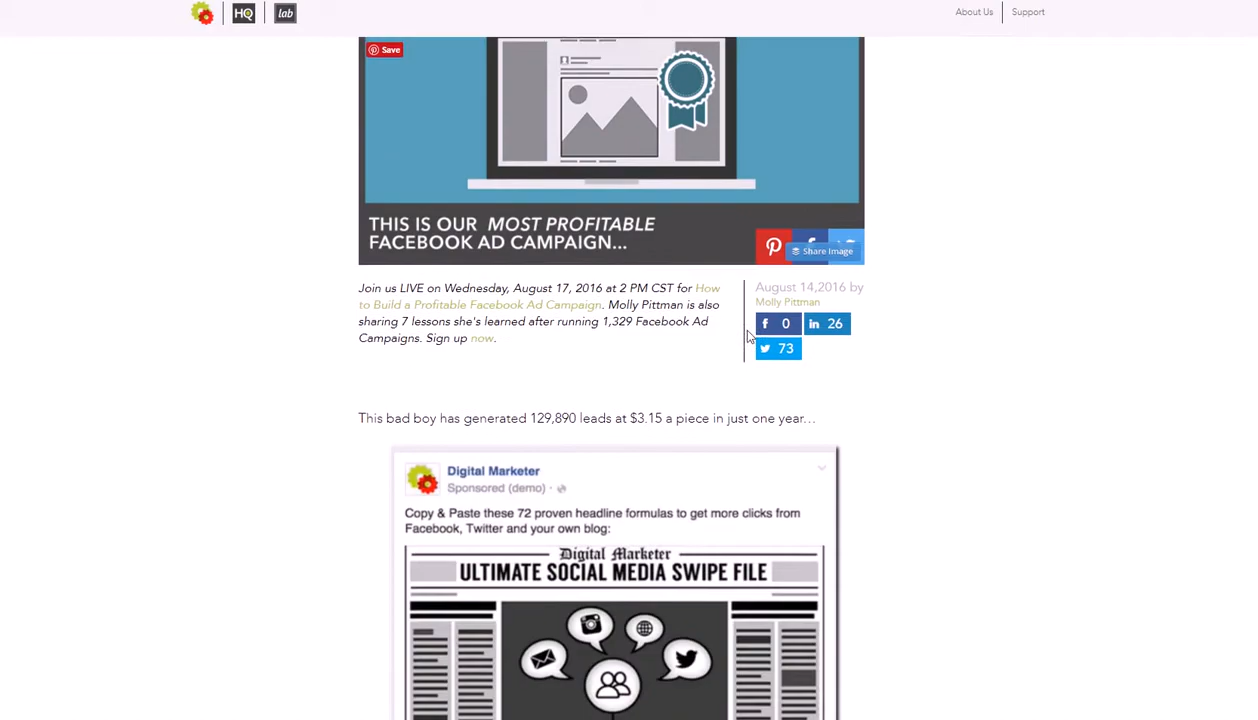 HQ
lab
About Us
Support
Save
THIS IS OUR MOST PROFITABLE
FACEBOOK AD CAMPAIGN...
Share Image
Join us LIVE on Wednesday, August 17, 2016 at 2 PM CST for How
to Build a Profitable Facebook Ad Campaign. Molly Pittman is also
sharing 7 lessons she's learned after running 1,329 Facebook Ad
Campaigns. Sign up now.
August 14,2016 by
Molly Pittman
0
in 26
73
This bad boy has generated 129,890 leads at $3.15 a piece in just one year…
Digital Marketer
Sponsored (demo) ·
Copy & Paste these 72 proven headline formulas to get more clicks from
Facebook, Twitter and your own blog:
Digital Marketer
ULTIMATE SOCIAL MEDIA SWIPE FILE